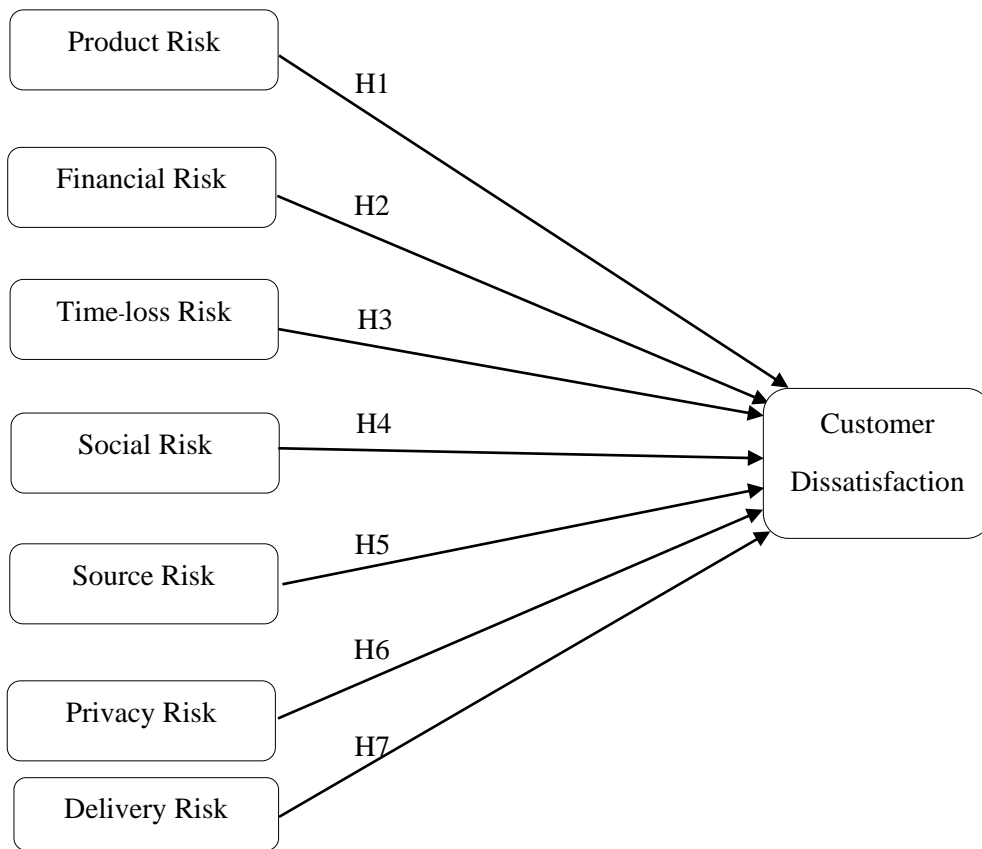 Product Risk
H1
Financial Risk
H2
Time-loss Risk
H3
Social Risk
H4
Customer
Dissatisfaction
Source Risk
H5
Privacy Risk
H6
Delivery Risk
H7